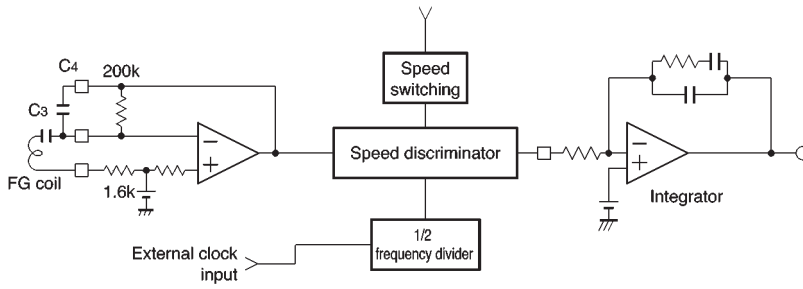 C4
200k
C3
FG coil
1.6k
−
+
Speed
switching
Speed discriminator
1/2
frequency divider
External clock
input
−
+
Integrator